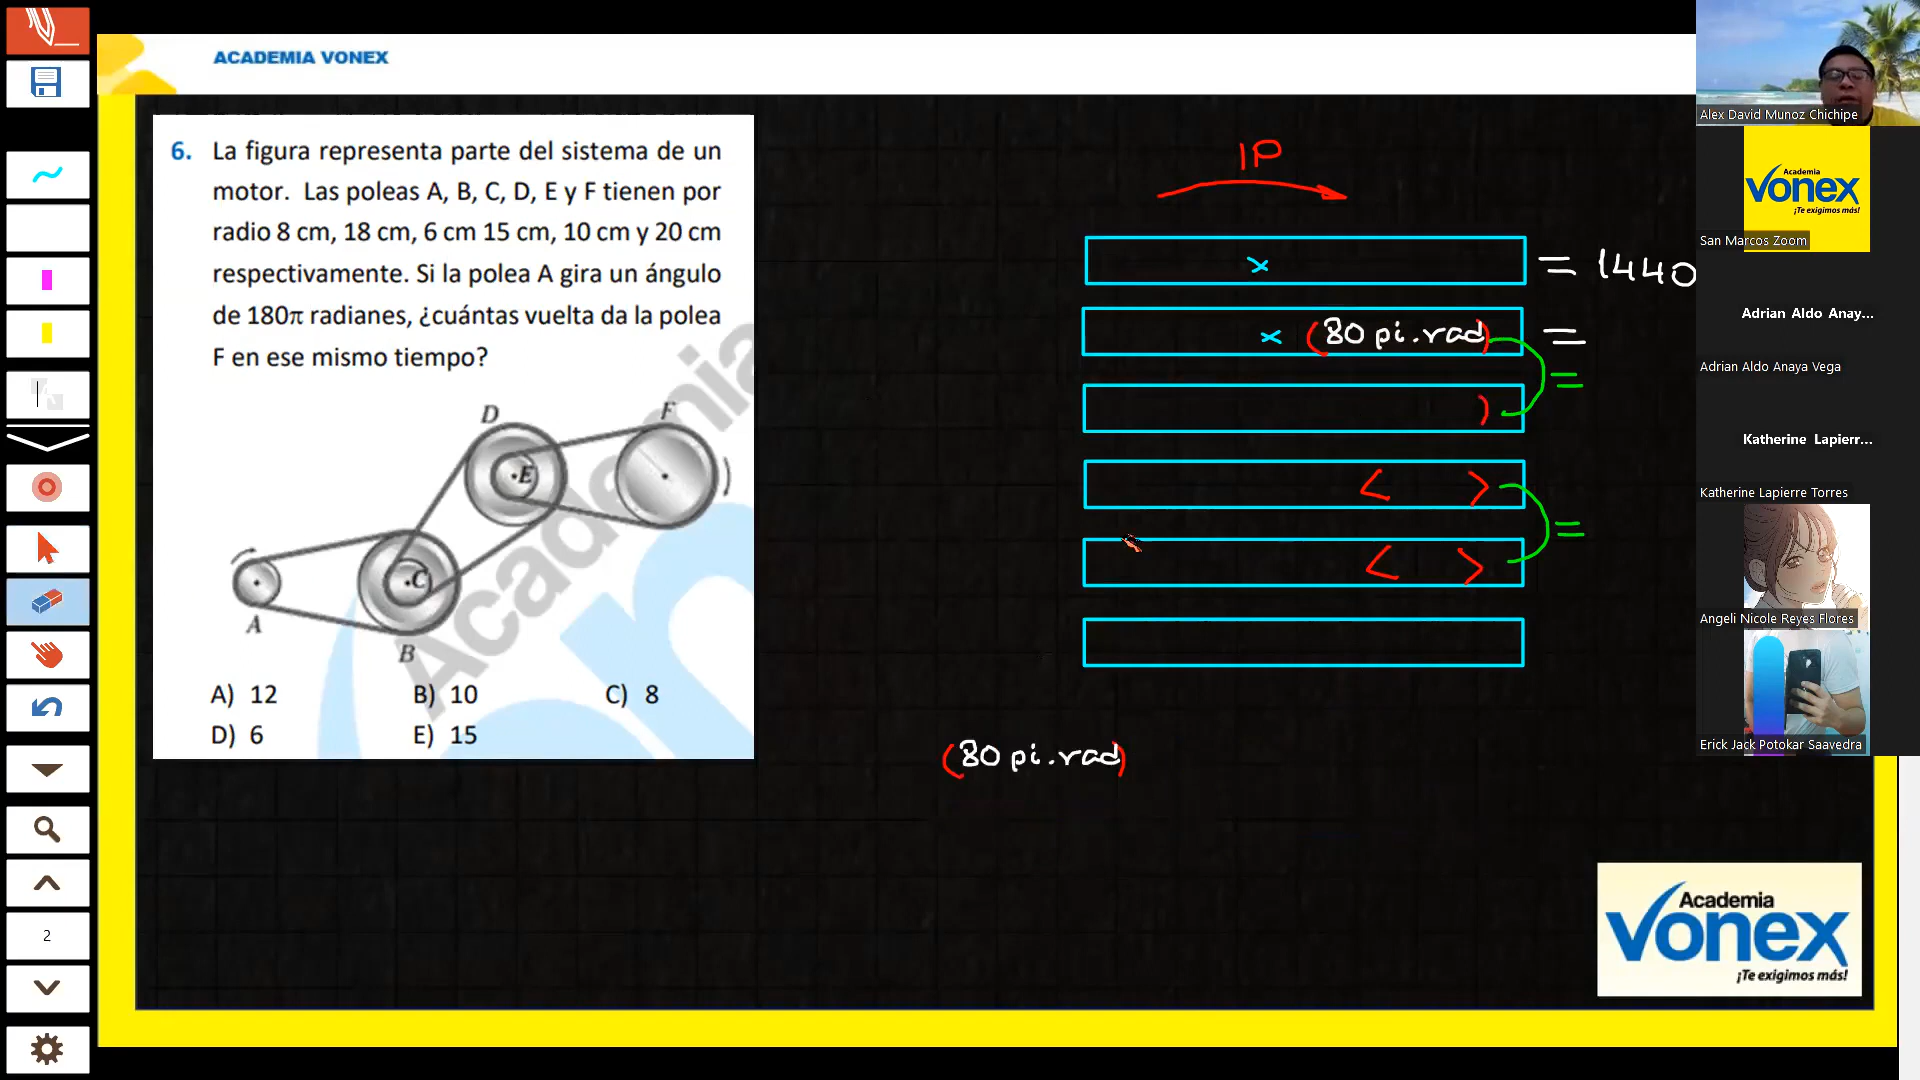 ACADEMIA VONEX
6. La figura representa parte del sistema de un
motor. Las poleas A, B, C, D, E y F tienen por
radio 8 cm, 18 cm, 6 cm 15 cm, 10 cm y 20 cm
respectivamente. Si la polea A gira un ángulo
de 180π radianes, ¿cuántas vuelta da la polea
F en ese mismo tiempo?
D
F
E
C
A
B
Academia
A) 12 B) 10 C) 8
D) 6 E) 15
IP
x = 1440
x (80 pi.rad) =
=
)
< >
=
< >
(80 pi.rad)
Alex David Munoz Chichipe
Academia
vonex
¡Te exigimos más!
San Marcos Zoom
Adrian Aldo Anay...
Adrian Aldo Anaya Vega
Katherine Lapierr...
Katherine Lapierre Torres
Angeli Nicole Reyes Flores
Erick Jack Potokar Saavedra
Academia
vonex
¡Te exigimos más!
2